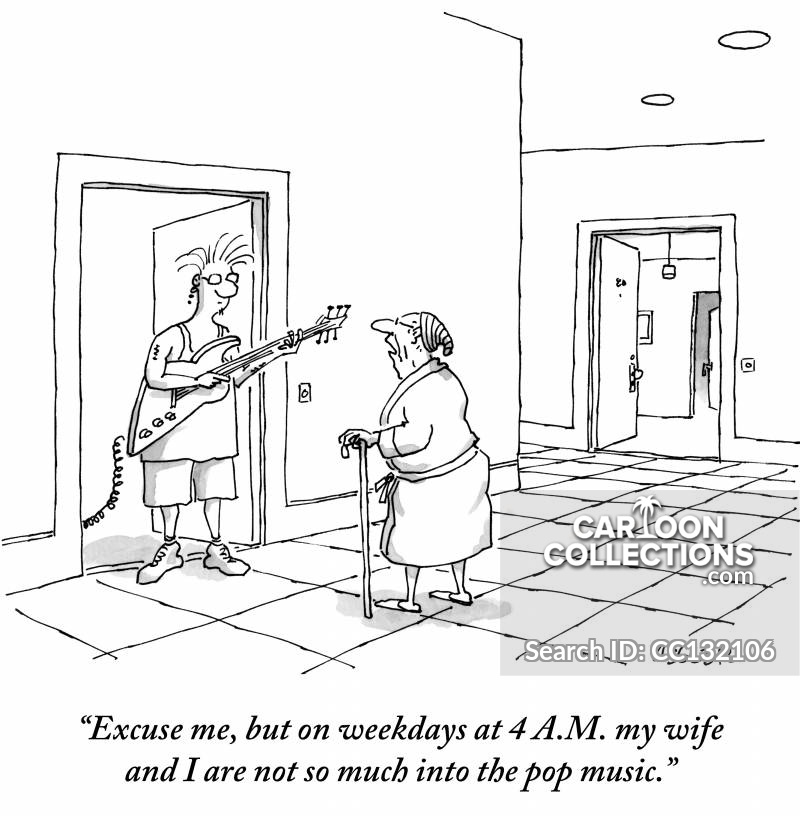 CARTOON
COLLECTIONS
.com
Search ID: CC132106
“Excuse me, but on weekdays at 4 A.M. my wife
and I are not so much into the pop music.”